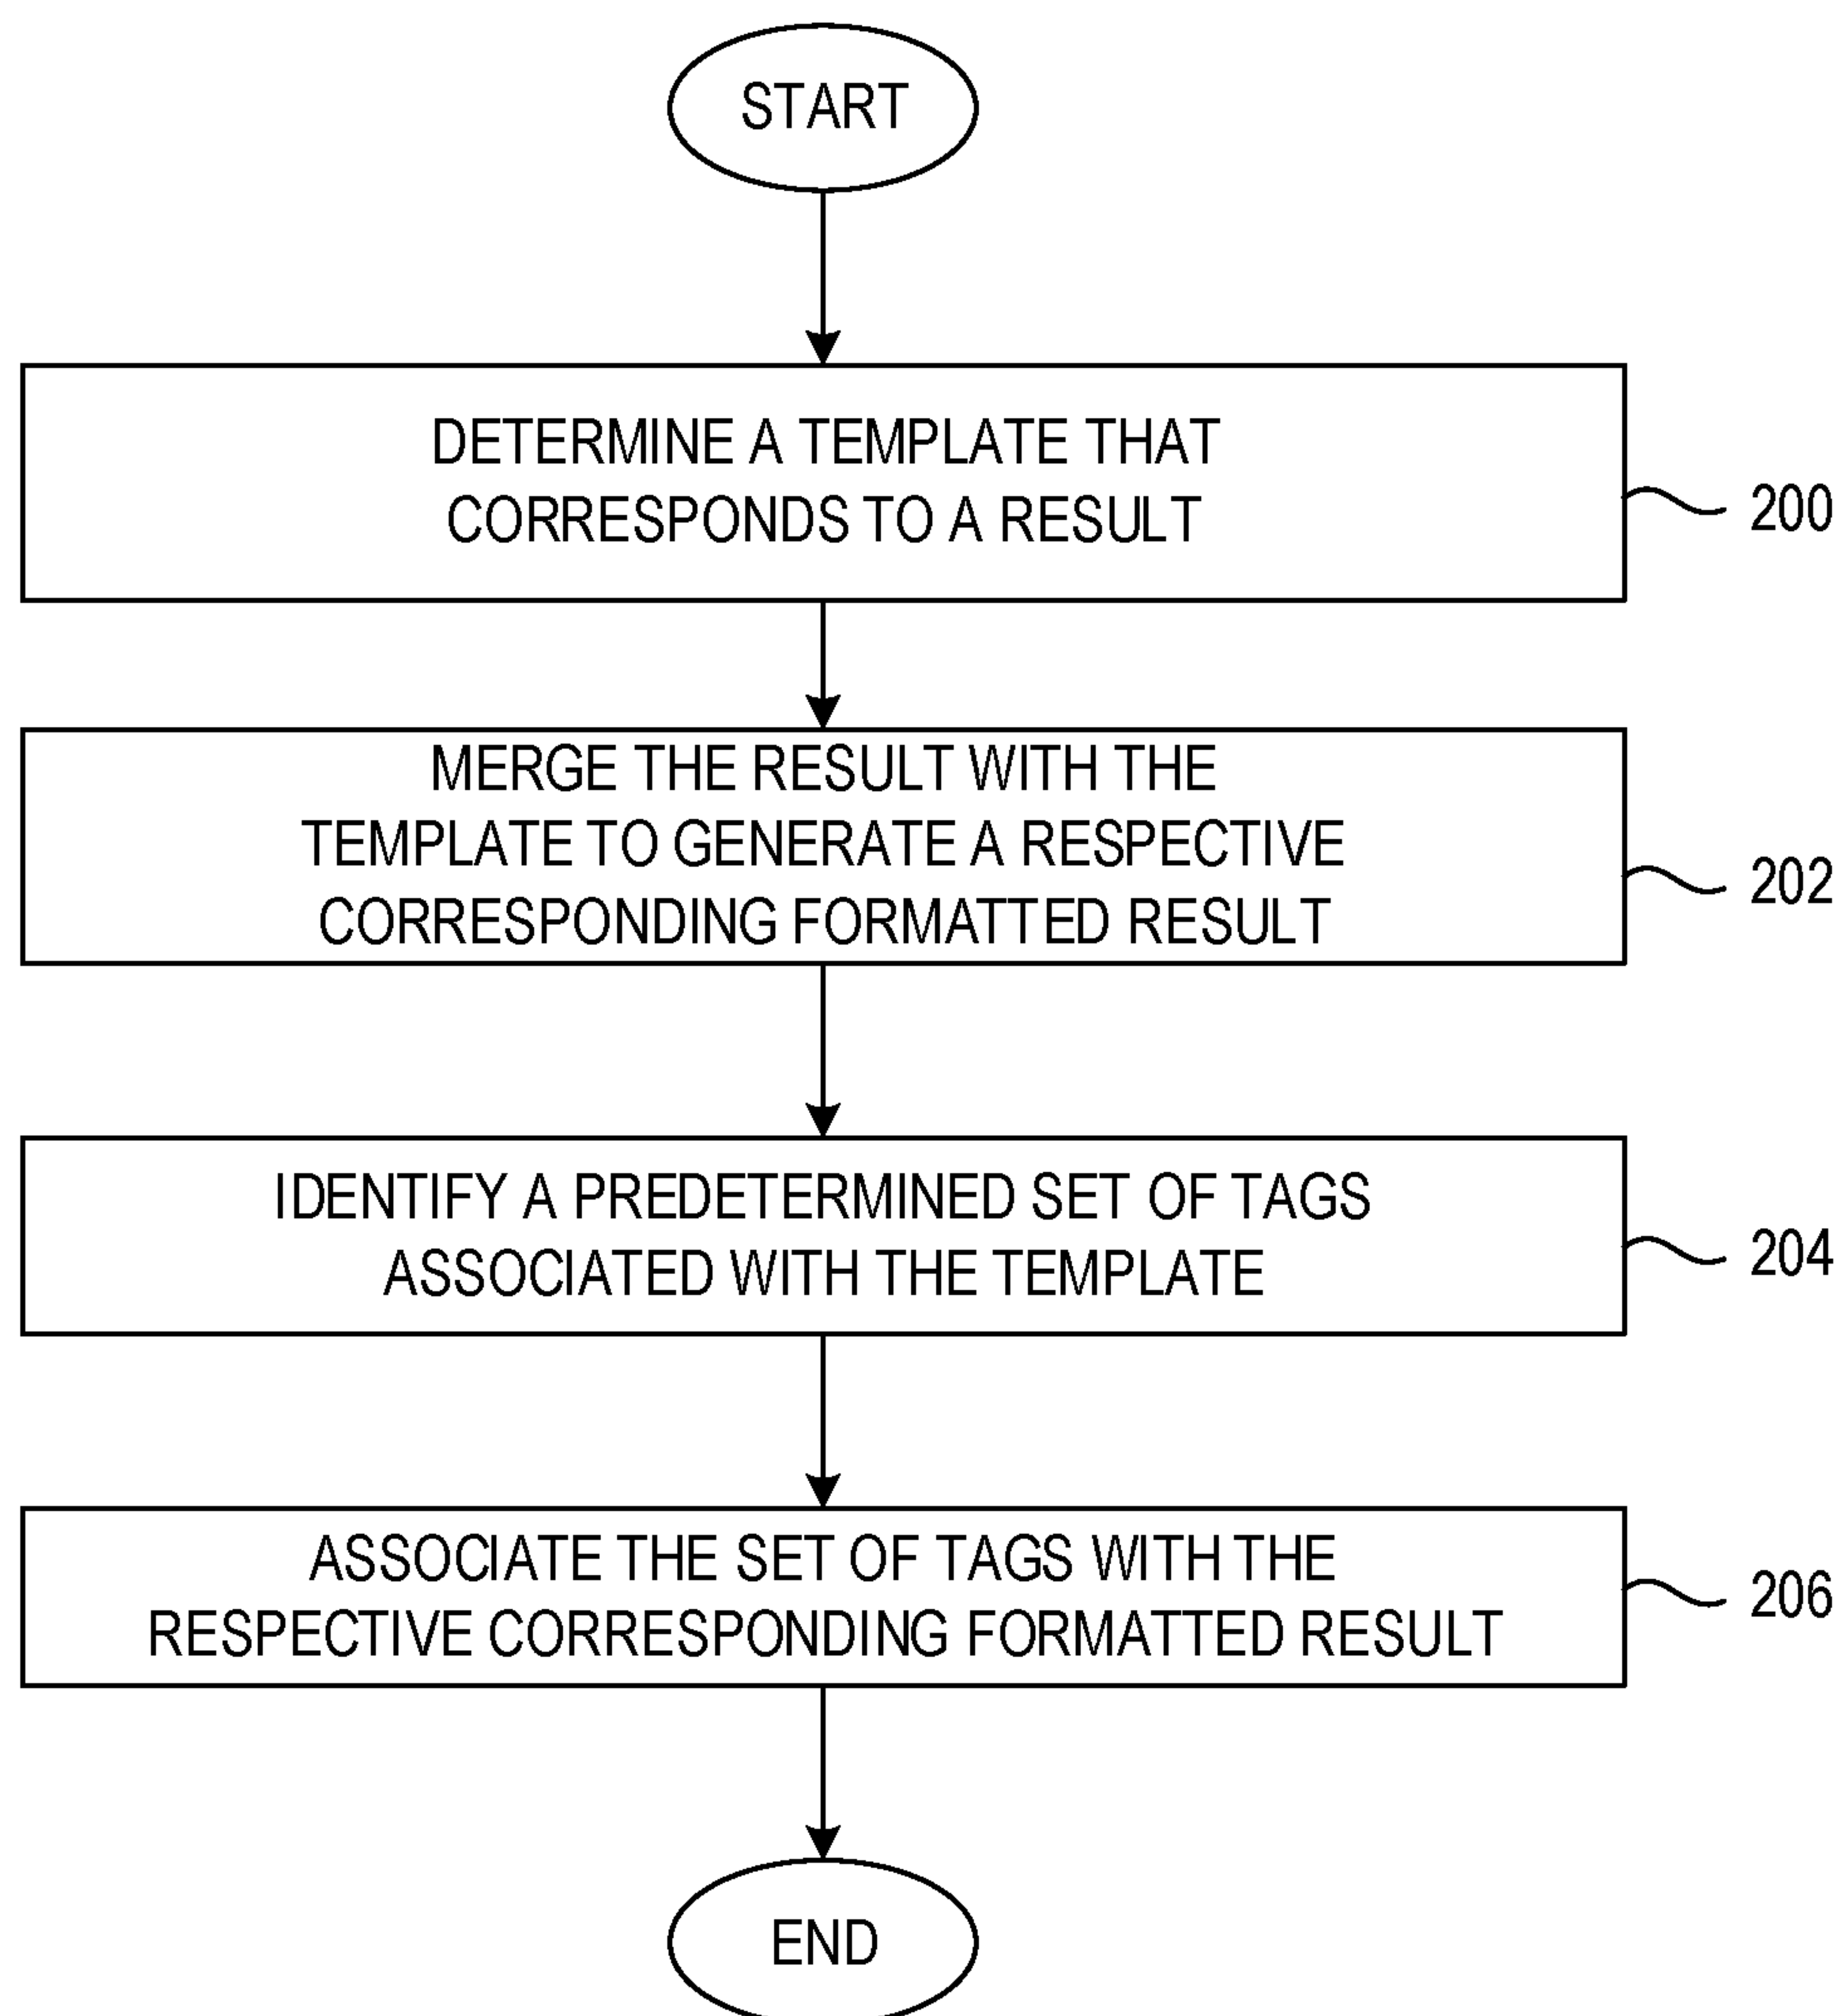 START
DETERMINE A TEMPLATE THAT
CORRESPONDS TO A RESULT
200
MERGE THE RESULT WITH THE
TEMPLATE TO GENERATE A RESPECTIVE
CORRESPONDING FORMATTED RESULT
202
IDENTIFY A PREDETERMINED SET OF TAGS
ASSOCIATED WITH THE TEMPLATE
204
ASSOCIATE THE SET OF TAGS WITH THE
RESPECTIVE CORRESPONDING FORMATTED RESULT
206
END